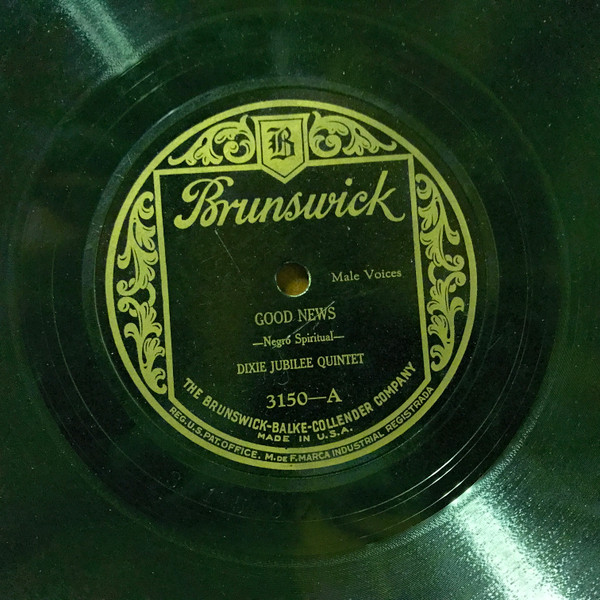 B
Brunswick
Male Voices
GOOD NEWS
—Negro Spiritual—
DIXIE JUBILEE QUINTET
3150—A
THE BRUNSWICK-BALKE-COLLENDER COMPANY
MADE IN U.S.A.
REG. U.S. PAT. OFFICE. M. DE F. MARCA INDUSTRIAL REGISTRADA